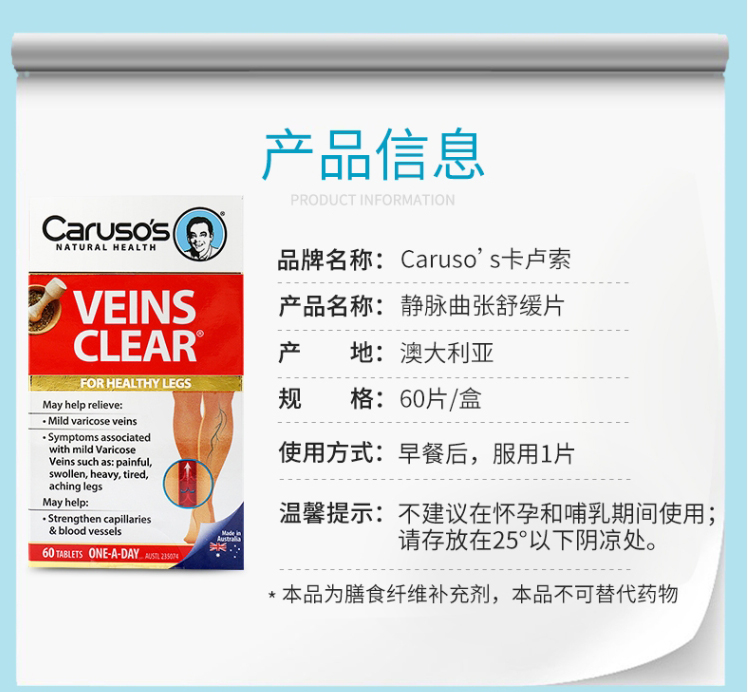 产品信息
PRODUCT INFORMATION
Caruso's
NATURAL HEALTH
VEINS
CLEAR®
FOR HEALTHY LEGS
May help relieve:
• Mild varicose veins
• Symptoms associated
with mild Varicose
Veins such as: painful,
swollen, heavy, tired,
aching legs
May help:
• Strengthen capillaries
& blood vessels
Made in
Australia
60 TABLETS ONE-A-DAY AUSTL 235074
品牌名称： Caruso's卡卢索
产品名称： 静脉曲张舒缓片
产 地： 澳大利亚
规 格： 60片/盒
使用方式： 早餐后，服用1片
温馨提示： 不建议在怀孕和哺乳期间使用；
请存放在25°以下阴凉处。
* 本品为膳食纤维补充剂，本品不可替代药物